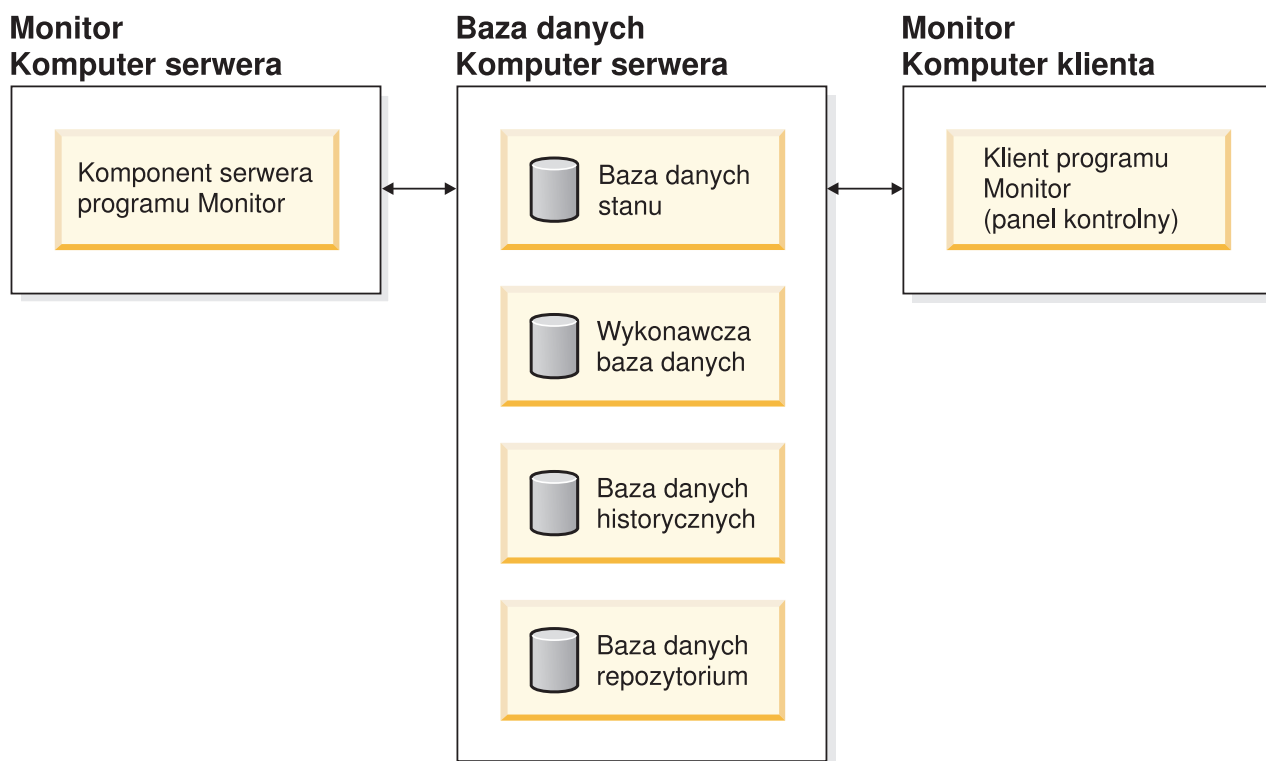 Monitor
Komputer serwera
Komponent serwera
programu Monitor
Baza danych
Komputer serwera
Baza danych
stanu
Wykonawcza
baza danych
Baza danych
historycznych
Baza danych
repozytorium
Monitor
Komputer klienta
Klient programu
Monitor
(panel kontrolny)